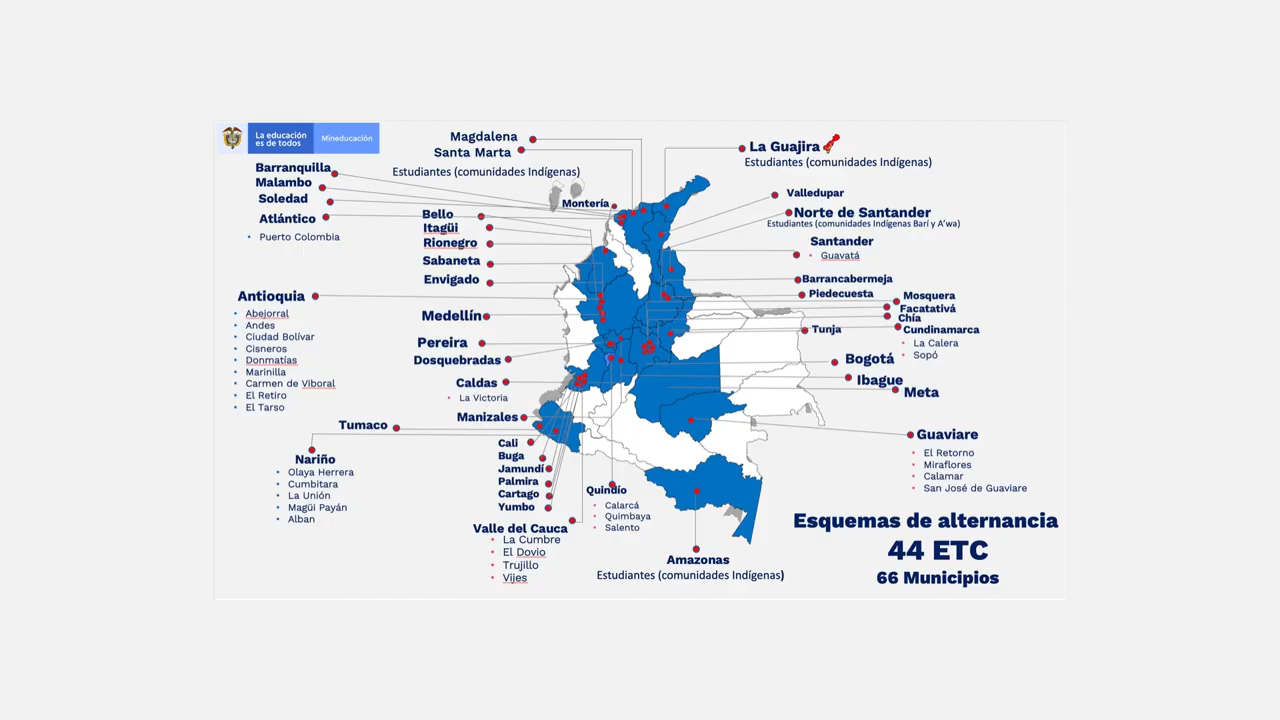 La educación
es de todos
Mineducación
Magdalena
Santa Marta
Estudiantes (comunidades Indígenas)
Barranquilla
Malambo
Soledad
Atlántico
• Puerto Colombia
Montería
Bello
Itagüi
Rionegro
Sabaneta
Envigado
Antioquia
• Abejorral
• Andes
• Ciudad Bolívar
• Cisneros
• Donmatías
• Marinilla
• Carmen de Viboral
• El Retiro
• El Tarso
Medellín
Pereira
Dosquebradas
Caldas
• La Victoria
Manizales
Tumaco
Nariño
• Olaya Herrera
• Cumbitara
• La Unión
• Magüi Payán
• Alban
Cali
Buga
Jamundí
Palmira
Cartago
Yumbo
Valle del Cauca
• La Cumbre
• El Dovio
• Trujillo
• Vijes
Quindío
• Calarcá
• Quimbaya
• Salento
Amazonas
Estudiantes (comunidades Indígenas)
La Guajira
Estudiantes (comunidades Indígenas)
Valledupar
Norte de Santander
Estudiantes (comunidades Indígenas Barí y A'wa)
Santander
• Guavatá
Barrancabermeja
Piedecuesta
Mosquera
Facatativá
Chía
Cundinamarca
• La Calera
• Sopó
Tunja
Bogotá
Ibague
Meta
Guaviare
• El Retorno
• Miraflores
• Calamar
• San José de Guaviare
Esquemas de alternancia
44 ETC
66 Municipios